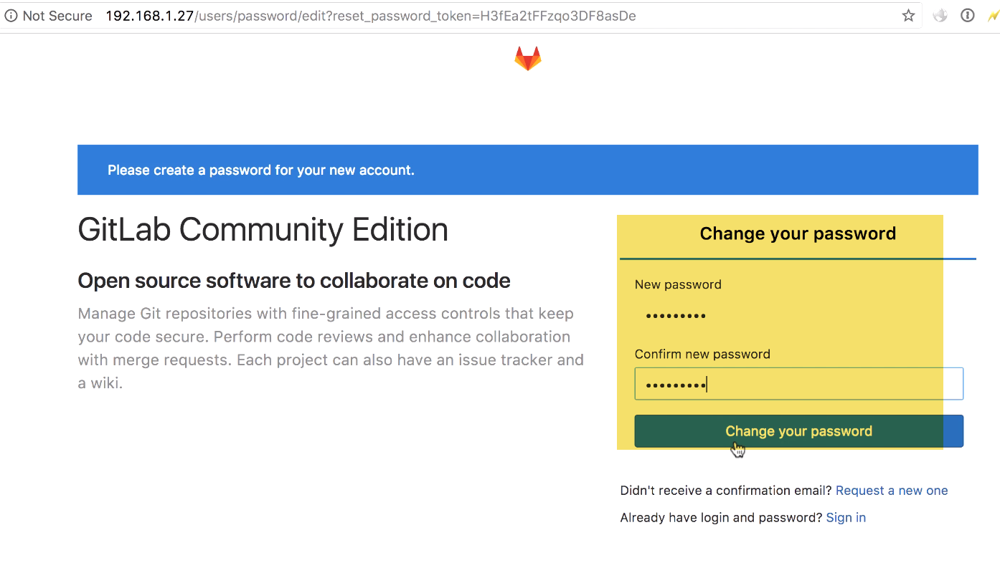 Not Secure 192.168.1.27/users/password/edit?reset_password_token=H3fEa2tFFzqo3DF8asDe
Please create a password for your new account.
GitLab Community Edition
Open source software to collaborate on code
Manage Git repositories with fine-grained access controls that keep
your code secure. Perform code reviews and enhance collaboration
with merge requests. Each project can also have an issue tracker and
a wiki.
Change your password
New password
•••••••••
Confirm new password
•••••••••
Change your password
Didn't receive a confirmation email? Request a new one
Already have login and password? Sign in